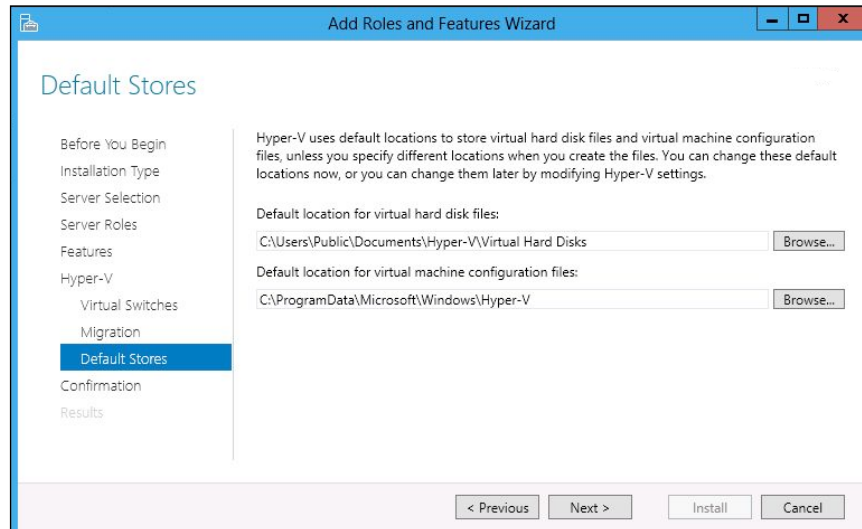 Add Roles and Features Wizard
Default Stores
Before You Begin
Installation Type
Server Selection
Server Roles
Features
Hyper-V
Virtual Switches
Migration
Default Stores
Confirmation
Results
Hyper-V uses default locations to store virtual hard disk files and virtual machine configuration
files, unless you specify different locations when you create the files. You can change these default
locations now, or you can change them later by modifying Hyper-V settings.
Default location for virtual hard disk files:
C:\Users\Public\Documents\Hyper-V\Virtual Hard Disks
Browse...
Default location for virtual machine configuration files:
C:\ProgramData\Microsoft\Windows\Hyper-V
Browse...
< Previous
Next >
Install
Cancel